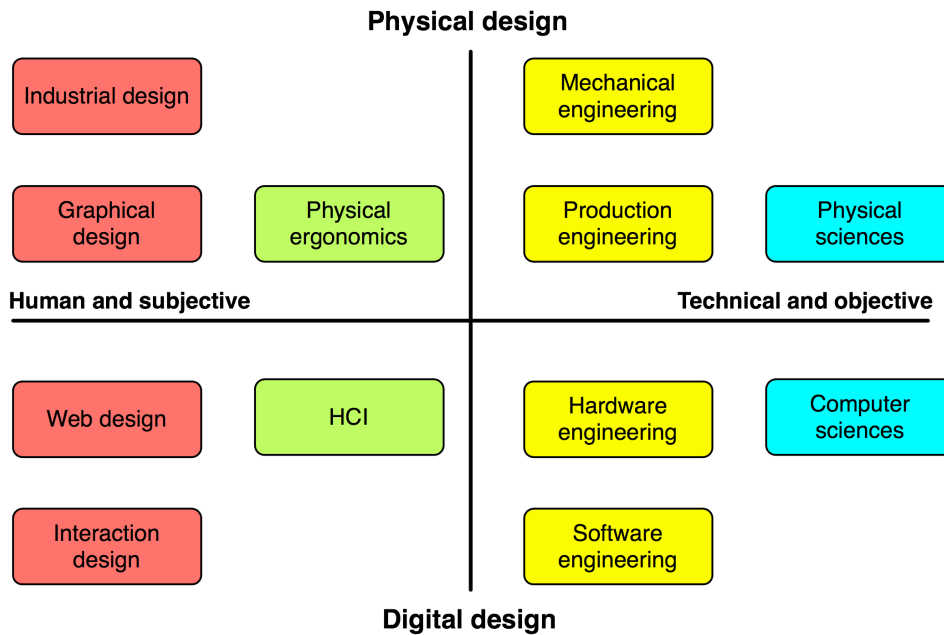 Physical design
Industrial design
Mechanical
engineering
Graphical
design
Physical
ergonomics
Production
engineering
Physical
sciences
Human and subjective
Technical and objective
Web design
HCI
Hardware
engineering
Computer
sciences
Interaction
design
Software
engineering
Digital design